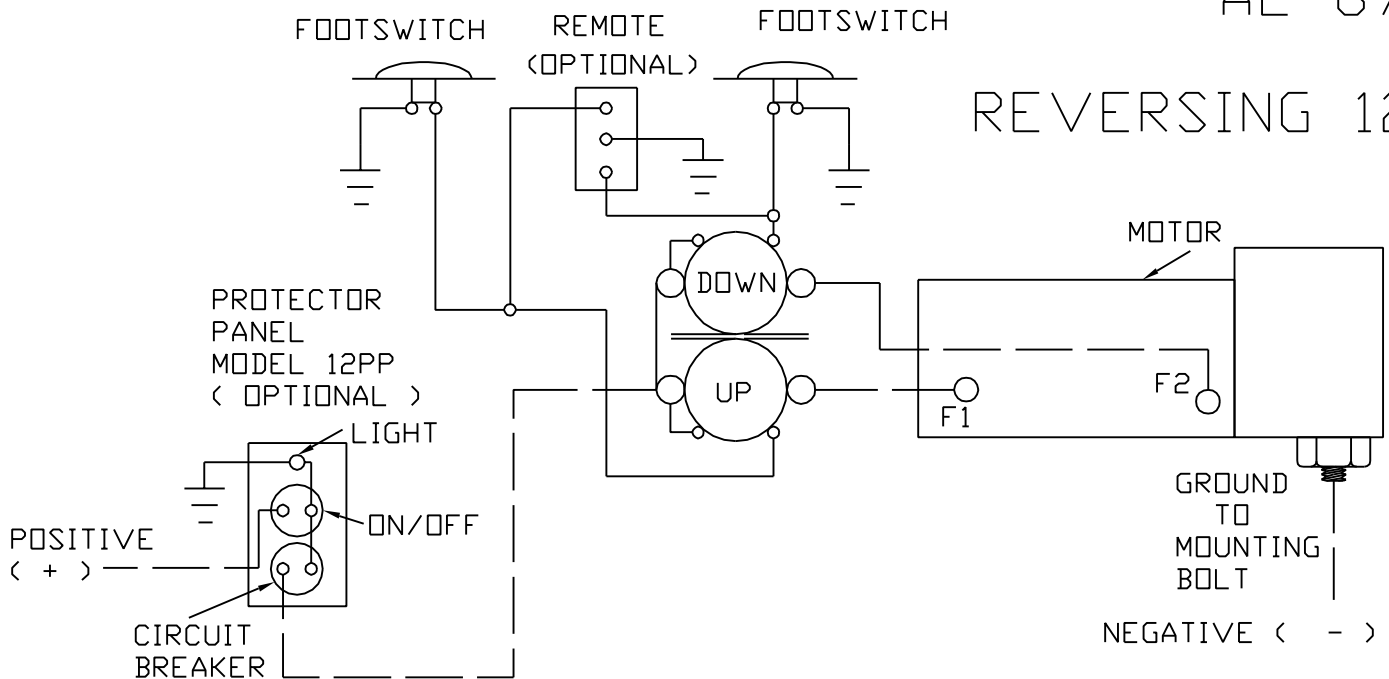 FOOTSWITCH
REMOTE
(OPTIONAL)
FOOTSWITCH
REVERSING
MOTOR
DOWN
UP
F1
F2
PROTECTOR
PANEL
MODEL 12PP
( OPTIONAL )
LIGHT
ON/OFF
POSITIVE
( + )
CIRCUIT
BREAKER
GROUND
TO
MOUNTING
BOLT
NEGATIVE ( - )